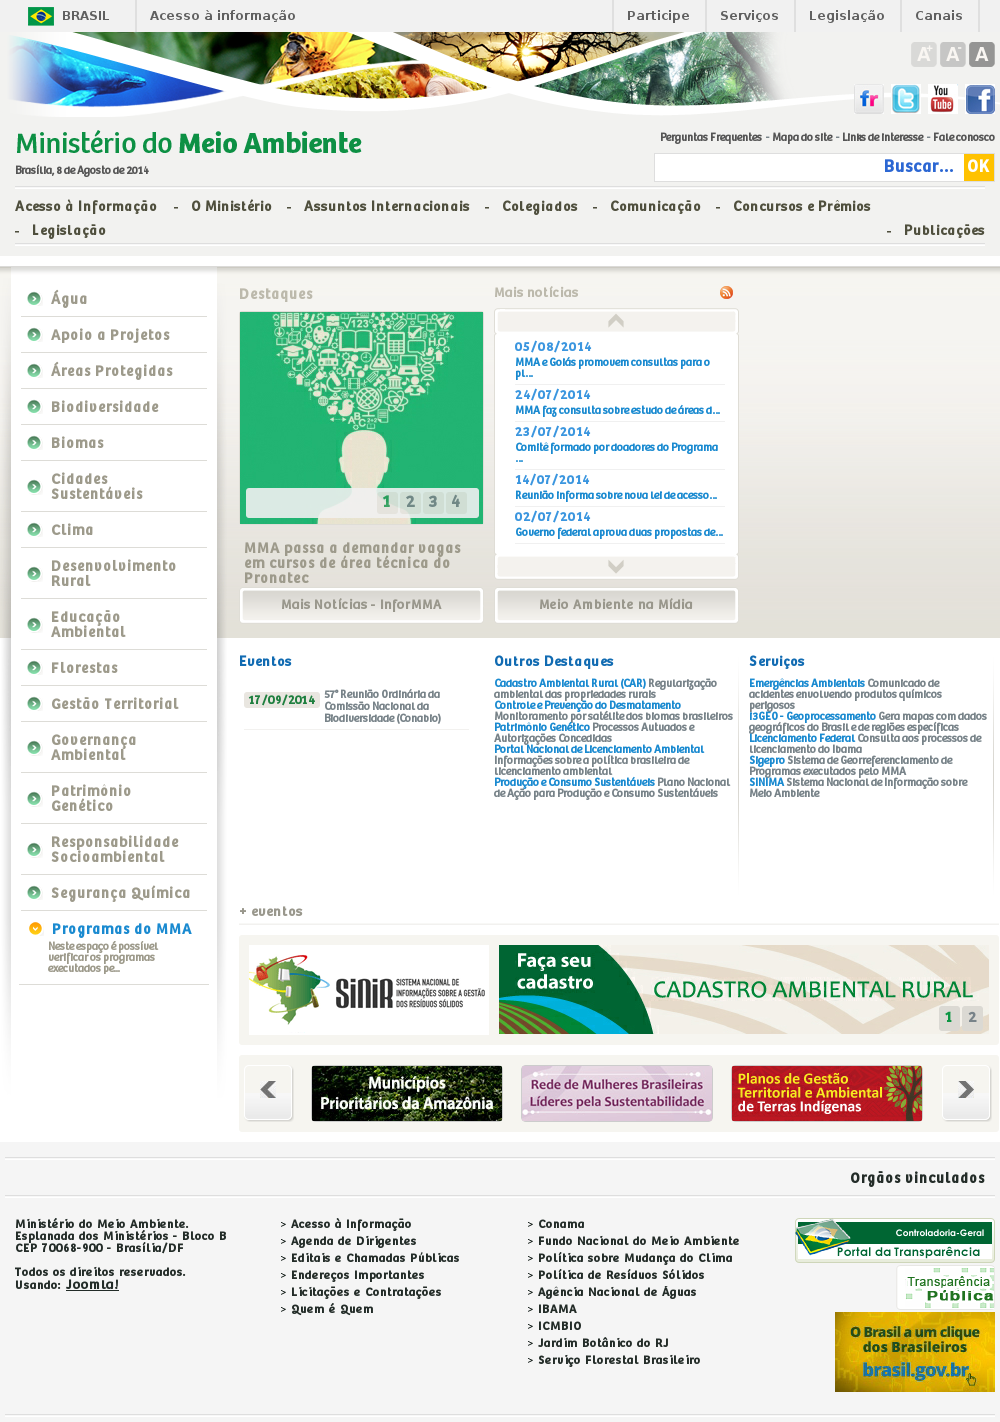 BRASIL
Acesso à informação
Participe
Serviços
Legislação
Canais
A+ A- A
fr
You Tube
f
Ministério do Meio Ambiente
Brasília, 8 de Agosto de 2014
Perguntas Frequentes - Mapa do site - Links de interesse - Fale conosco
Buscar... OK
Acesso à Informação - O Ministério - Assuntos Internacionais - Colegiados - Comunicação - Concursos e Prêmios
- Legislação - Publicações
Água
Apoio a Projetos
Áreas Protegidas
Biodiversidade
Biomas
Cidades
Sustentáveis
Clima
Desenvolvimento
Rural
Educação
Ambiental
Florestas
Gestão Territorial
Governança
Ambiental
Patrimônio
Genético
Responsabilidade
Socioambiental
Segurança Química
Programas do MMA
Neste espaço é possível
verificar os programas
executados pe...
Destaques
1 2 3 4
MMA passa a demandar vagas
em cursos de área técnica do
Pronatec
Mais Notícias - InforMMA
Mais notícias
05/08/2014
MMA e Goiás promovem consultas para o
pl...
24/07/2014
MMA faz consulta sobre estudo de áreas d...
23/07/2014
Comitê formado por doadores do Programa
...
14/07/2014
Reunião informa sobre nova lei de acesso...
02/07/2014
Governo federal aprova duas propostas de...
Meio Ambiente na Mídia
Eventos
17/09/2014
57ª Reunião Ordinária da
Comissão Nacional da
Biodiversidade (Conabio)
+ eventos
Outros Destaques
Cadastro Ambiental Rural (CAR) Regularização
ambiental das propriedades rurais
Controle e Prevenção do Desmatamento
Monitoramento por satélite dos biomas brasileiros
Patrimônio Genético Processos Autuados e
Autorizações Concedidas
Portal Nacional de Licenciamento Ambiental
Informações sobre a política brasileira de
licenciamento ambiental
Produção e Consumo Sustentáveis Plano Nacional
de Ação para Produção e Consumo Sustentáveis
Serviços
Emergências Ambientais Comunicado de
acidentes envolvendo produtos químicos
perigosos
I3GEO - Geoprocessamento Gera mapas com dados
geográficos do Brasil e de regiões específicas
Licenciamento Federal Consulta aos processos de
licenciamento do Ibama
Sigepro Sistema de Georreferenciamento de
Programas executados pelo MMA
SINIMA Sistema Nacional de Informação sobre
Meio Ambiente
SINIR SISTEMA NACIONAL DE
INFORMAÇÕES SOBRE A GESTÃO
DOS RESÍDUOS SÓLIDOS
Faça seu
cadastro
CADASTRO AMBIENTAL RURAL
1 2
Municípios
Prioritários da Amazônia
Rede de Mulheres Brasileiras
Líderes pela Sustentabilidade
Planos de Gestão
Territorial e Ambiental
de Terras Indígenas
Orgãos vinculados
Ministério do Meio Ambiente.
Esplanada dos Ministérios - Bloco B
CEP 70068-900 - Brasília/DF
Todos os direitos reservados.
Usando: Joomla!
> Acesso à Informação
> Agenda de Dirigentes
> Editais e Chamadas Públicas
> Endereços Importantes
> Licitações e Contratações
> Quem é Quem
> Conama
> Fundo Nacional do Meio Ambiente
> Política sobre Mudança do Clima
> Política de Resíduos Sólidos
> Agência Nacional de Águas
> IBAMA
> ICMBIO
> Jardim Botânico do RJ
> Serviço Florestal Brasileiro
Controladoria-Geral
Portal da Transparência
Transparência
Pública
O Brasil a um clique
dos Brasileiros
brasil.gov.br